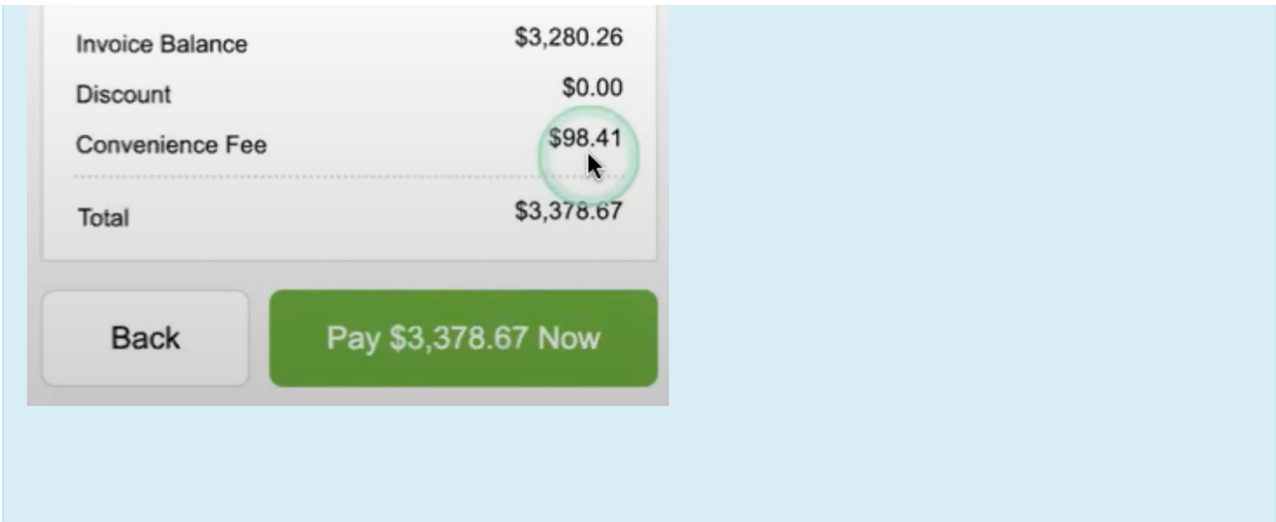 Invoice Balance $3,280.26
Discount $0.00
Convenience Fee $98.41
Total $3,378.67
Back Pay $3,378.67 Now